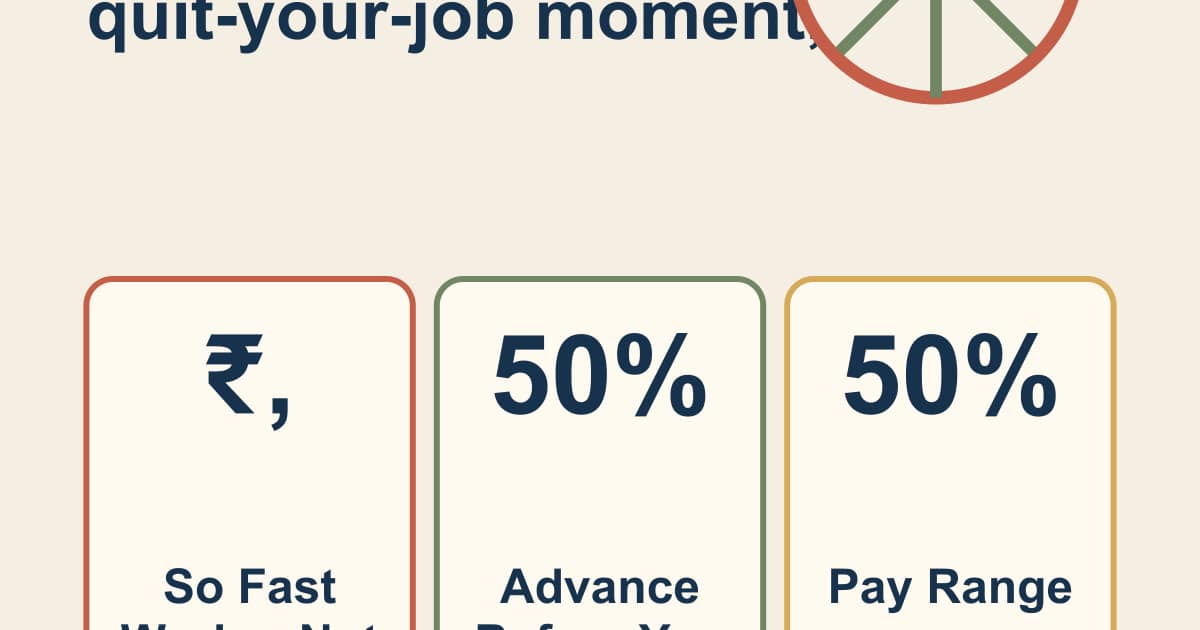 quit-your-job moment,
₹,
50%
50%
So Fast
Advance
Pay Range